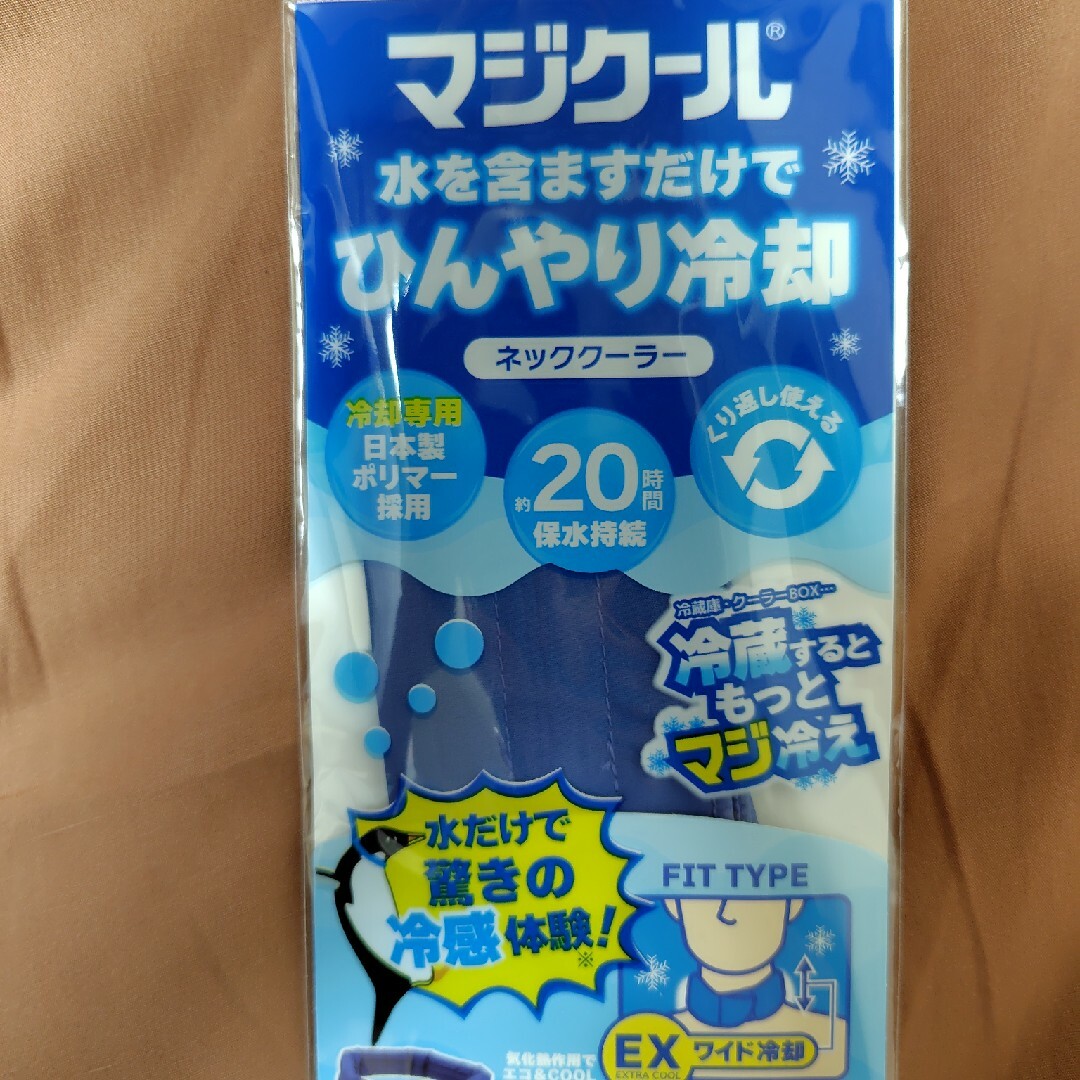 マジクール®
水を含ますだけで
ひんやり冷却
ネッククーラー
冷却専用
日本製
ポリマー
採用
約20時間
保水持続
くり返し使える
冷蔵庫・クーラーBOX…
冷蔵すると
もっと
マジ冷え
水だけで
驚きの
冷感体験!※
FIT TYPE
EX
EXTRA COOL
ワイド冷却
気化熱作用で
エコ&COOL